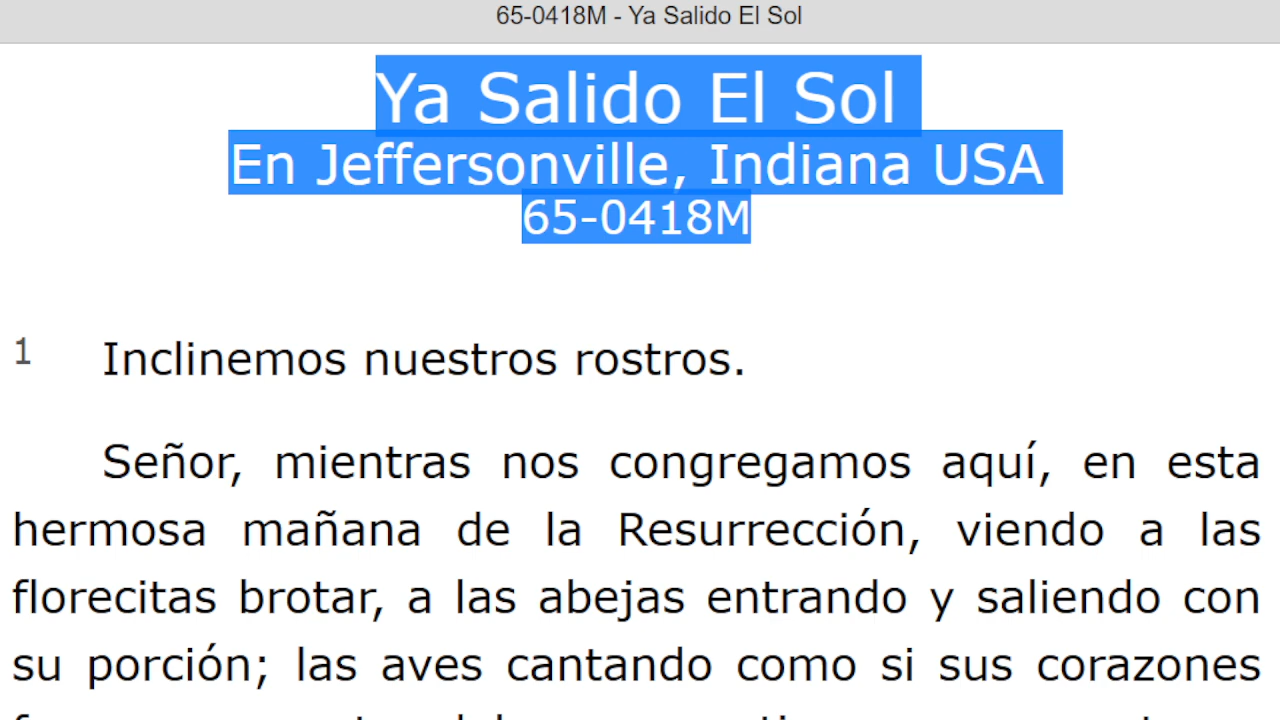 65-0418M - Ya Salido El Sol
Ya Salido El Sol
En Jeffersonville, Indiana USA
65-0418M
1 Inclinemos nuestros rostros.
Señor, mientras nos congregamos aquí, en esta
hermosa mañana de la Resurrección, viendo a las
florecitas brotar, a las abejas entrando y saliendo con
su porción; las aves cantando como si sus corazones